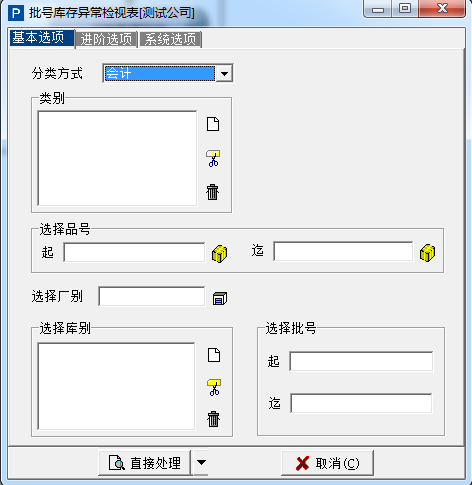 P 批号库存异常检视表[测试公司]
基本选项 进阶选项 系统选项
分类方式 会计
类别
选择品号
起 迄
选择厂别
选择库别 选择批号
起
迄
直接处理 取消(C)